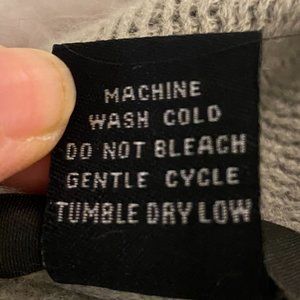 MACHINE
WASH COLD
DO NOT BLEACH
GENTLE CYCLE
TUMBLE DRY LOW